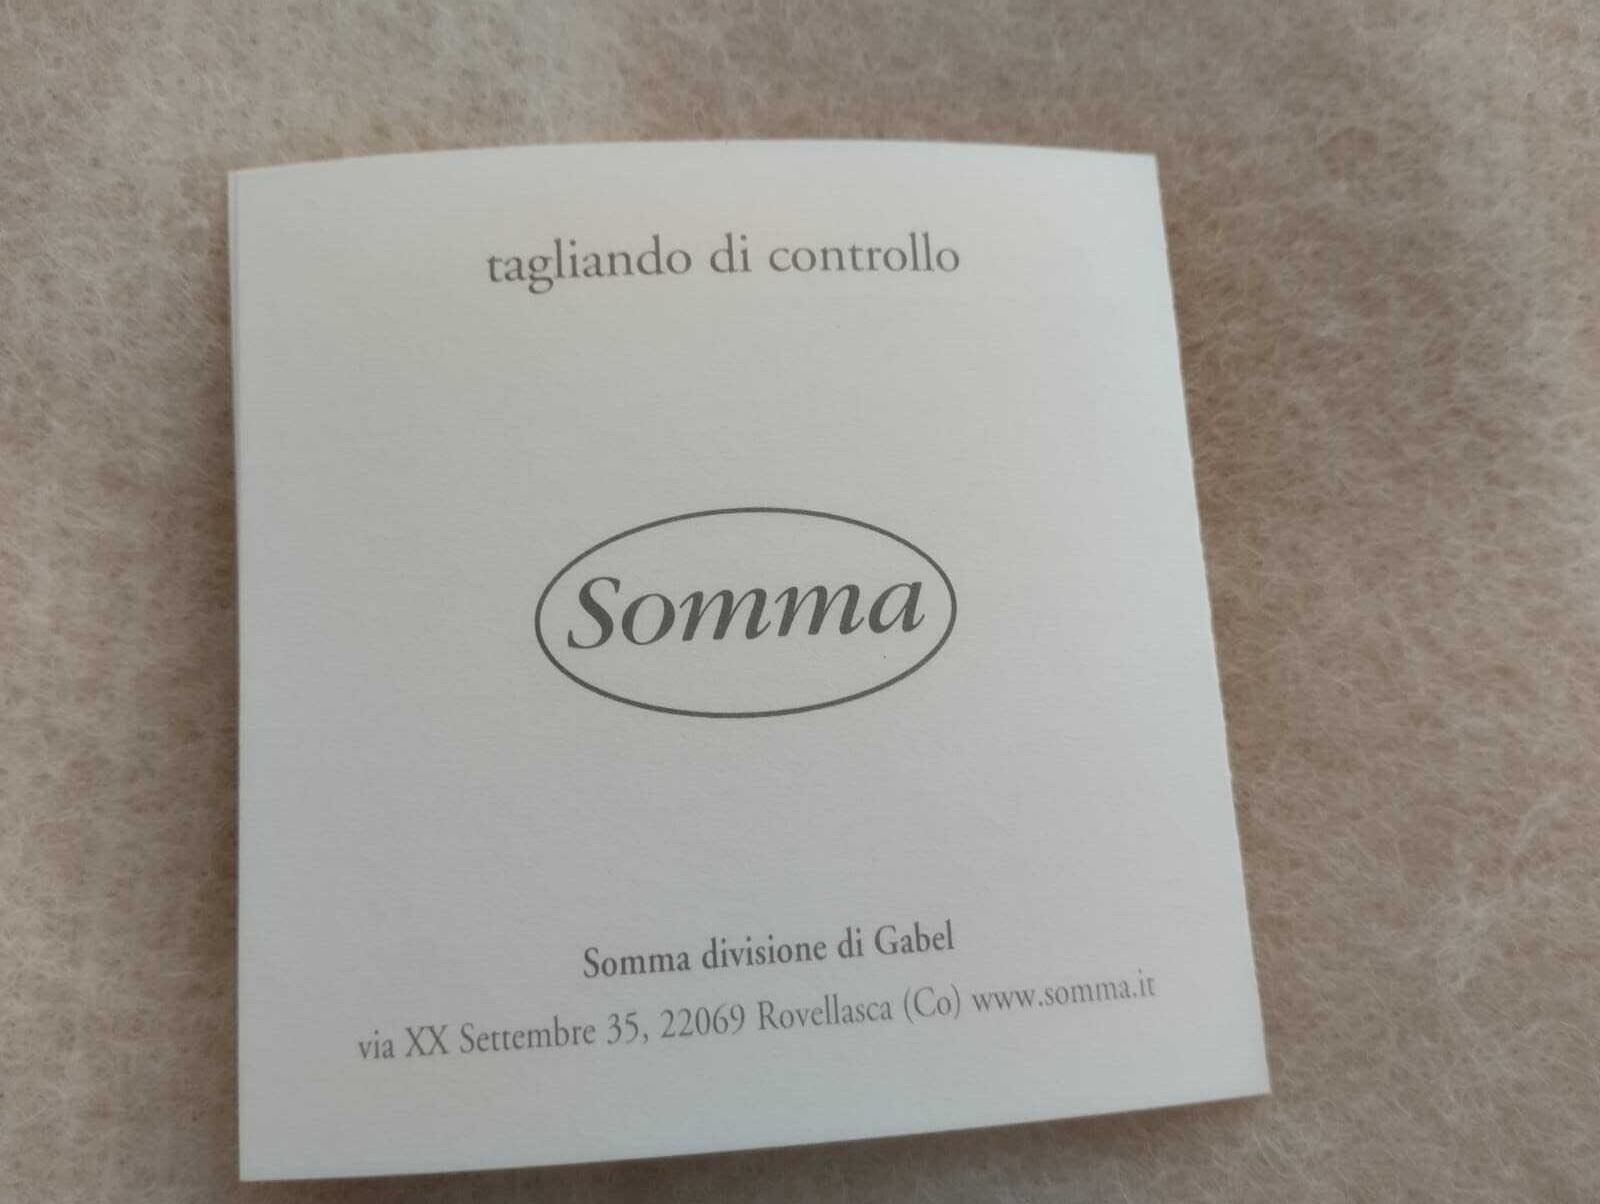 tagliando di controllo
Somma
Somma divisione di Gabel
via XX Settembre 35, 22069 Rovellasca (Co) www.somma.it